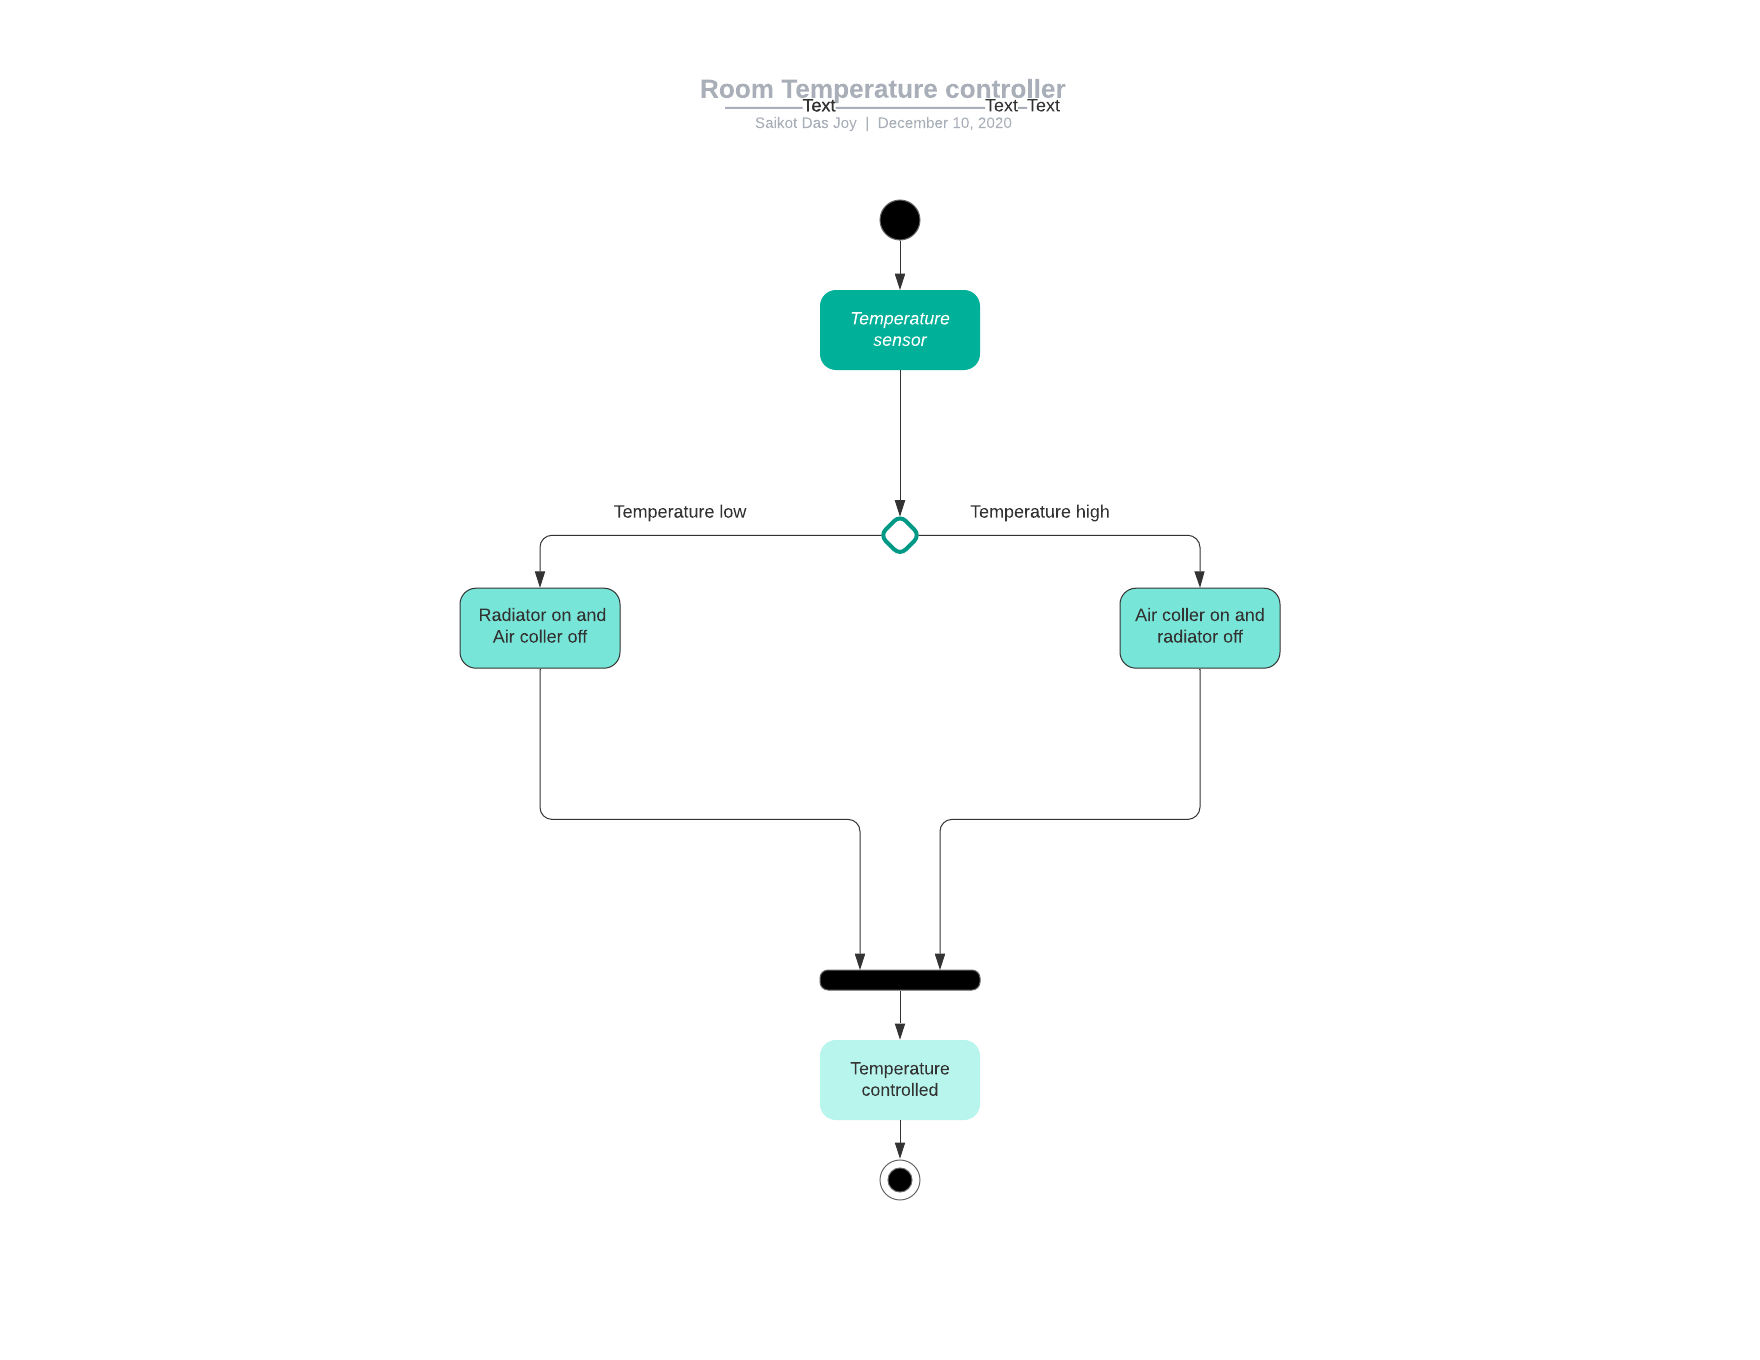 Room Temperature controller
Text Text Text
Saikot Das Joy | December 10, 2020
Temperature
sensor
Temperature low
Temperature high
Radiator on and
Air coller off
Air coller on and
radiator off
Temperature
controlled